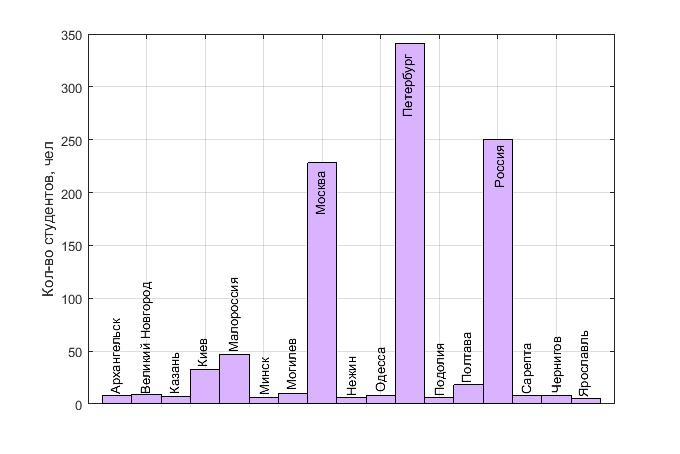 350
300
250
200
150
100
50
0
Кол-во студентов, чел
Архангельск
Великий Новгород
Казань
Киев
Малороссия
Минск
Могилев
Москва
Нежин
Одесса
Петербург
Подолия
Полтава
Россия
Сарепта
Чернигов
Ярославль